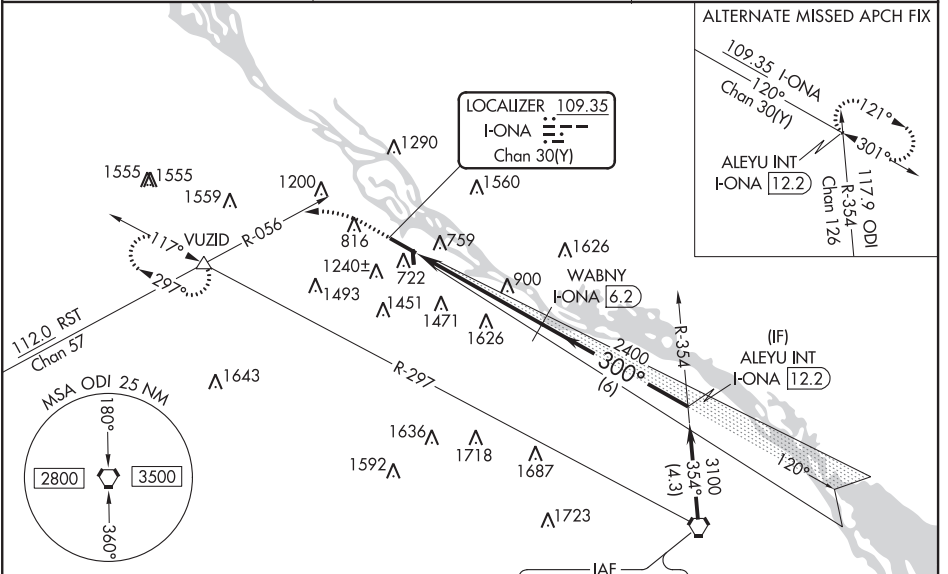 ALTERNATE MISSED APCH FIX
109.35 I-ONA
120°
Chan 30(Y)
121°
301°
ALEYU INT
I-ONA 12.2
117.9 ODI
R-354
Chan 126
LOCALIZER 109.35
I-ONA
Chan 30(Y)
1290
1560
1555
1555
1559
1200
816
759
1626
VUZID
R-056
117°
297°
1240±
722
900
1493
1451
1471
1626
WABNY
I-ONA 6.2
112.0 RST
Chan 57
R-297
2400
300°
(6)
R-354
(IF)
ALEYU INT
I-ONA 12.2
1643
MSA ODI 25 NM
180°
2800
3500
360°
1636
1718
1687
1592
1723
3100
354°
(4.3)
120°
IAF